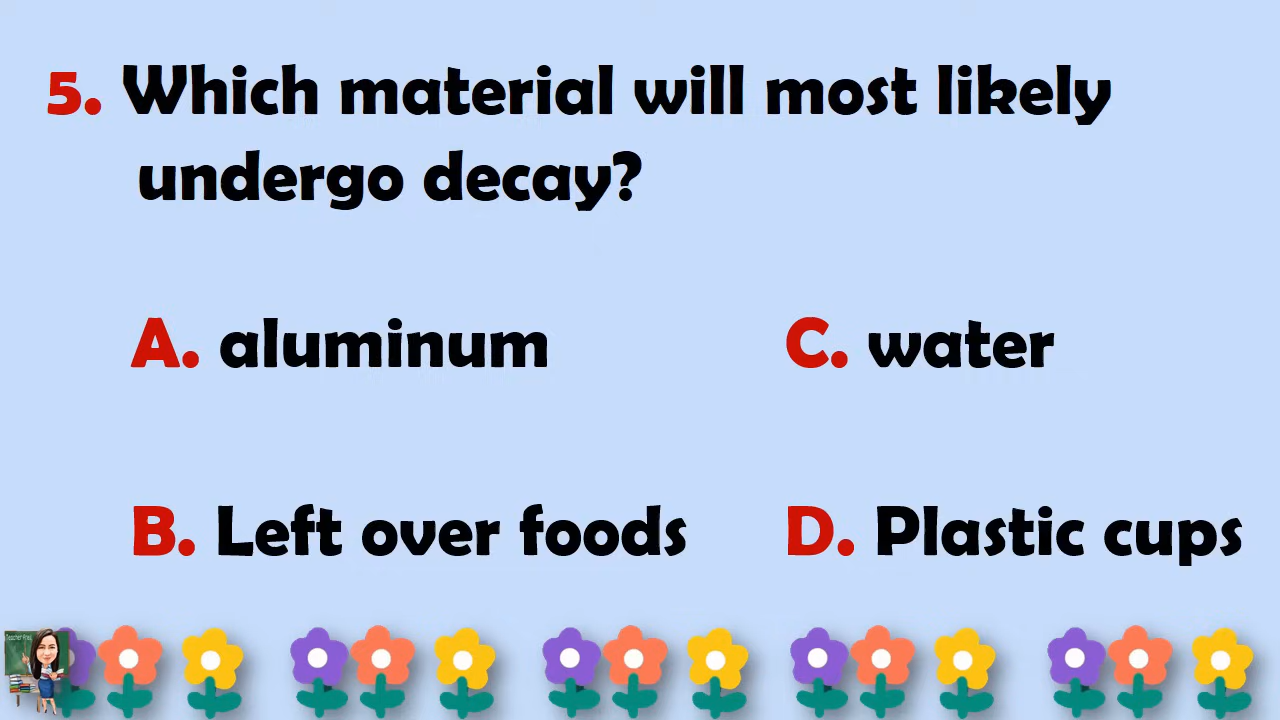 5. Which material will most likely
undergo decay?
A. aluminum
C. water
B. Left over foods
D. Plastic cups